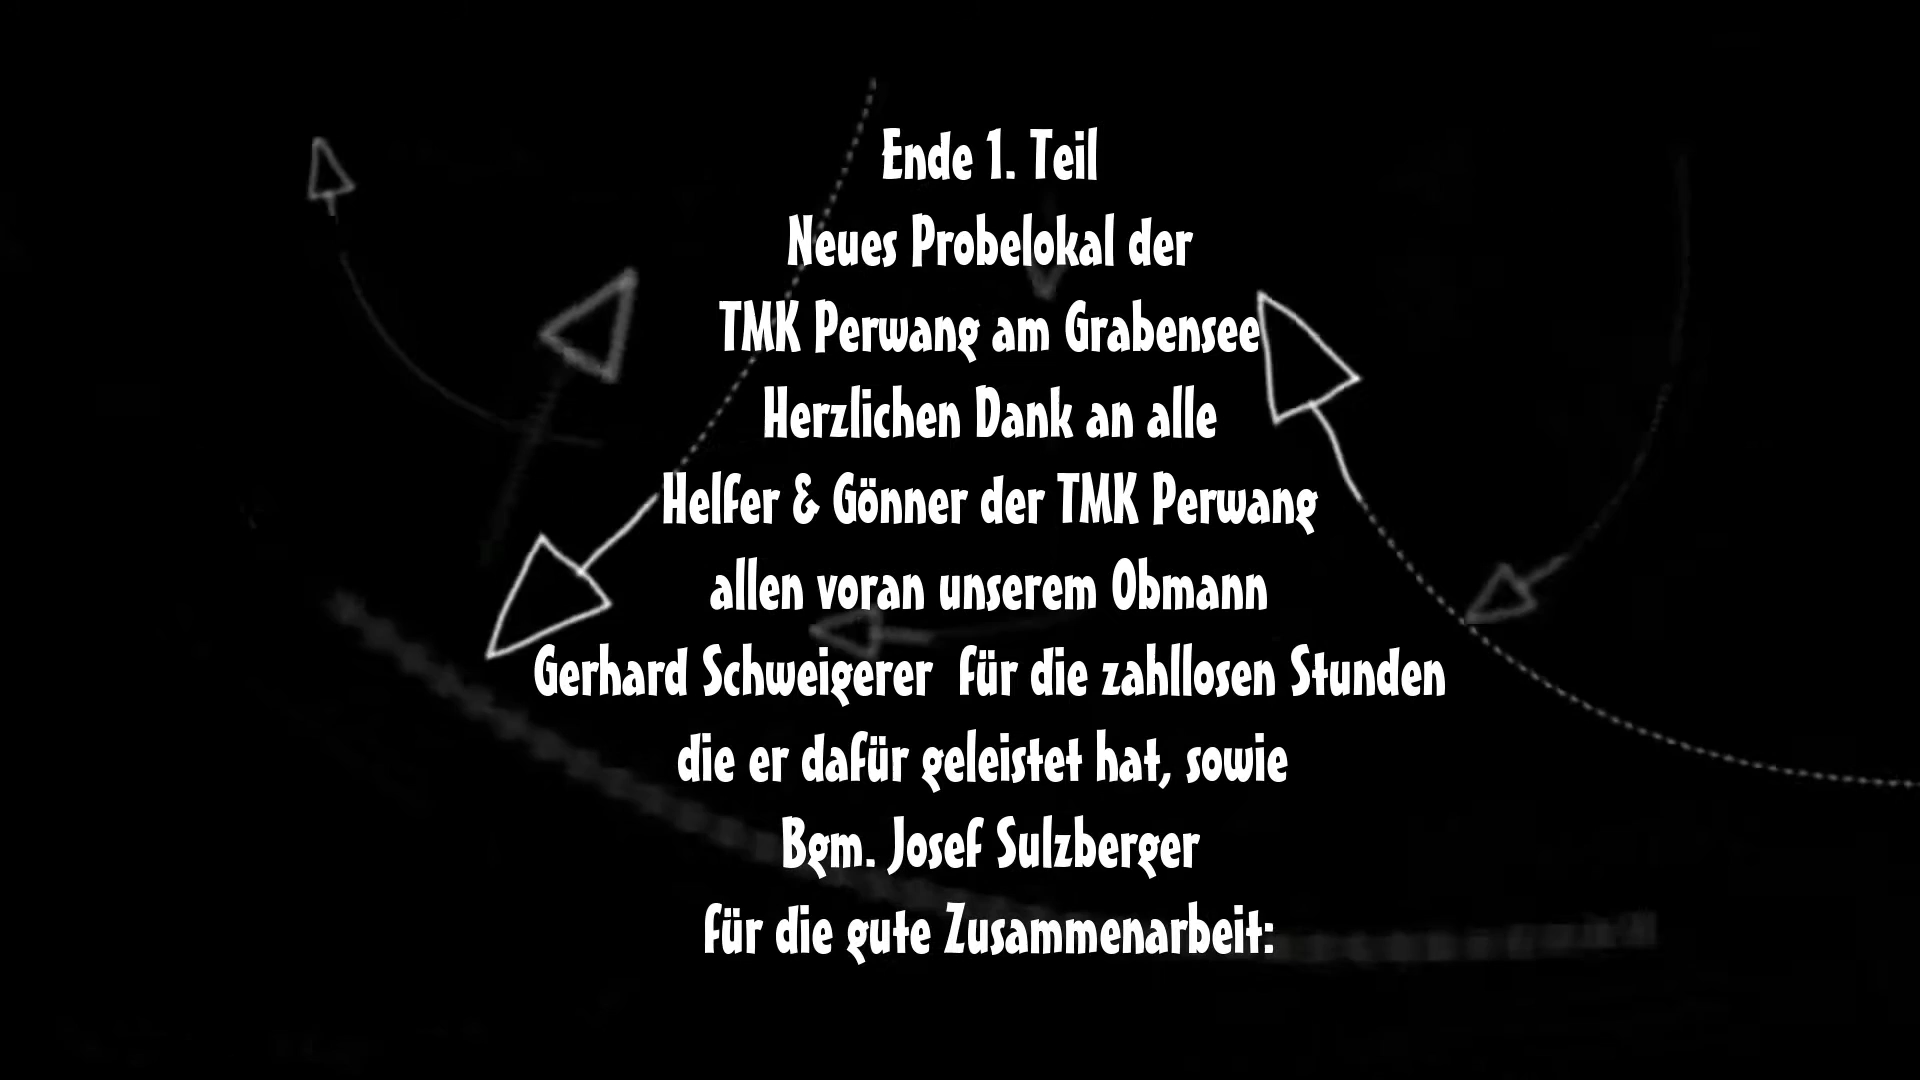 Ende 1. Teil
Neues Probelokal der
TMK Perwang am Grabensee
Herzlichen Dank an alle
Helfer & Gönner der TMK Perwang
allen voran unserem Obmann
Gerhard Schweigerer  für die zahllosen Stunden
die er dafür geleistet hat, sowie
Bgm. Josef Sulzberger
für die gute Zusammenarbeit: